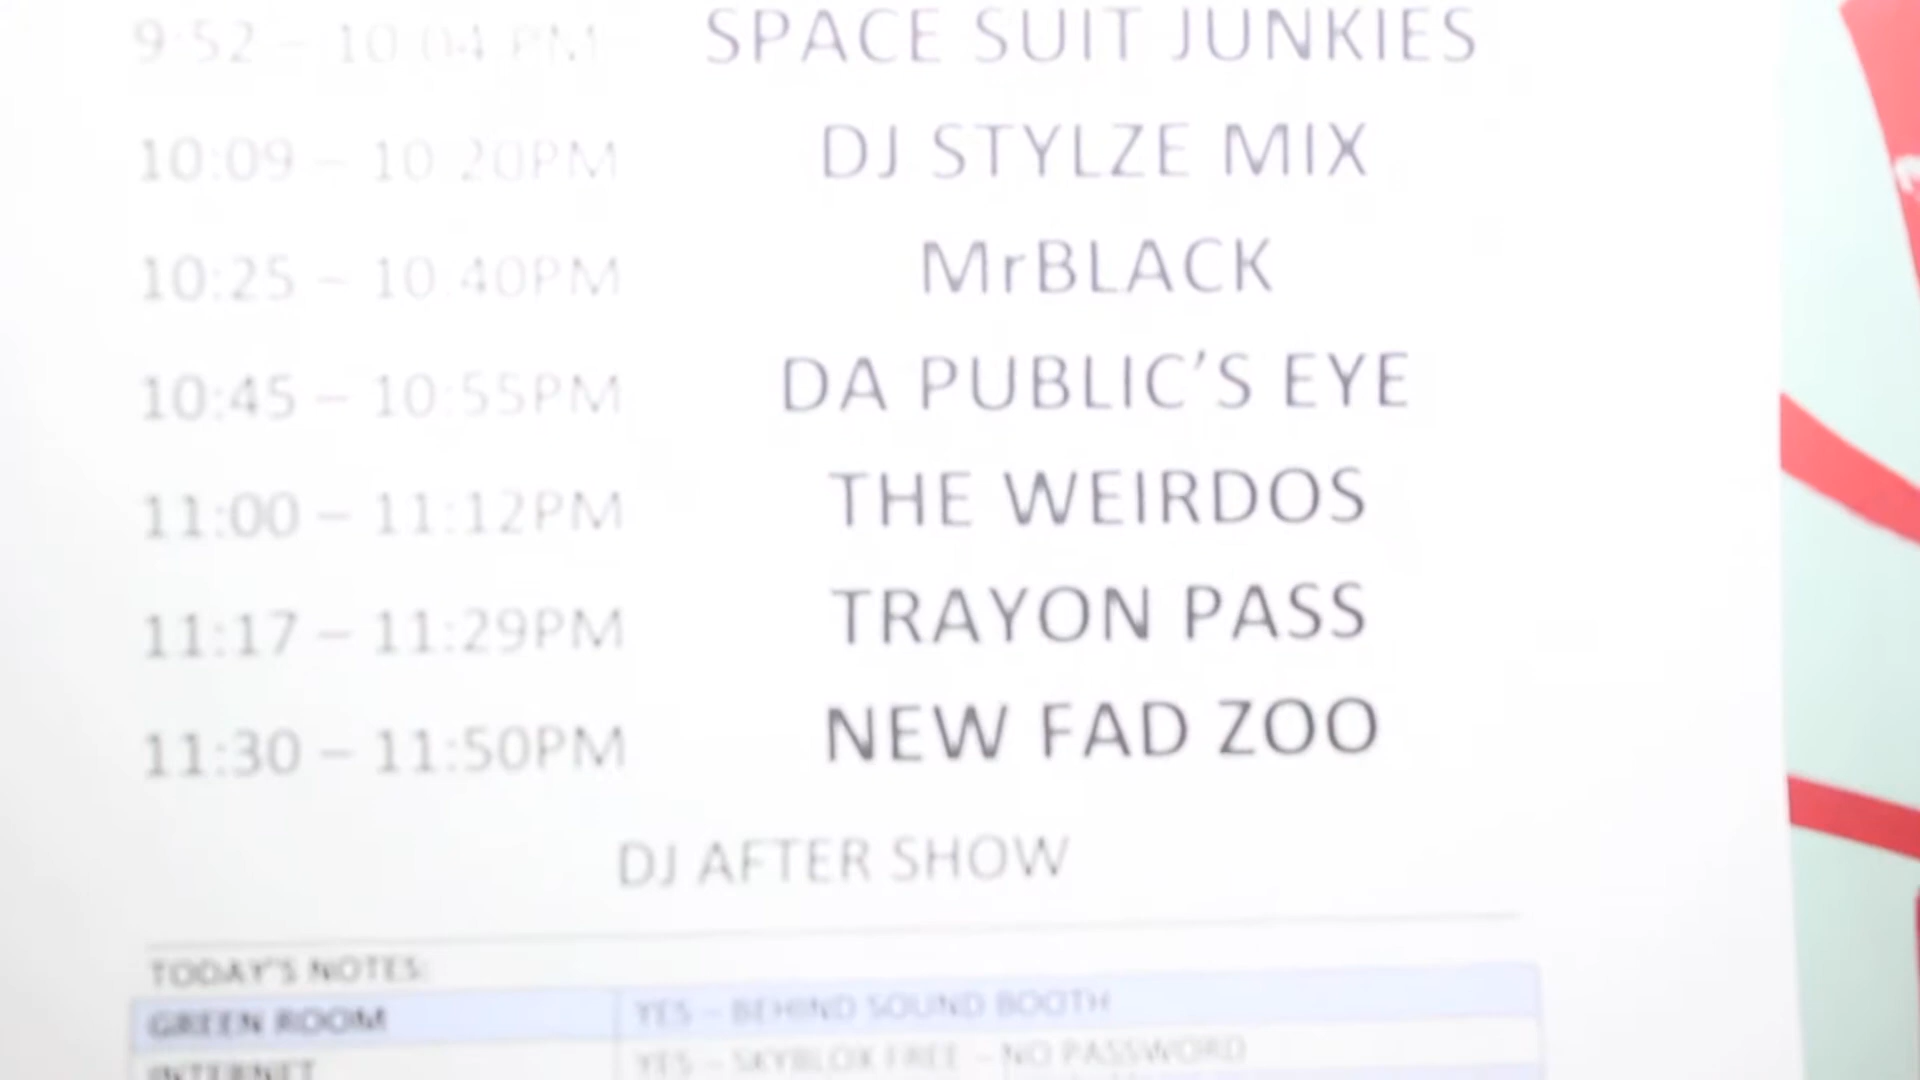 9:52 – 10:04 PM SPACE SUIT JUNKIES
10:09 – 10:20PM DJ STYLZE MIX
10:25 – 10:40PM MrBLACK
10:45 – 10:55PM DA PUBLIC'S EYE
11:00 – 11:12PM THE WEIRDOS
11:17 – 11:29PM TRAYON PASS
11:30 – 11:50PM NEW FAD ZOO
DJ AFTER SHOW
TODAY'S NOTES:
GREEN ROOM YES – BEHIND SOUND BOOTH
INTERNET YES – SKYBLOX FREE – NO PASSWORD